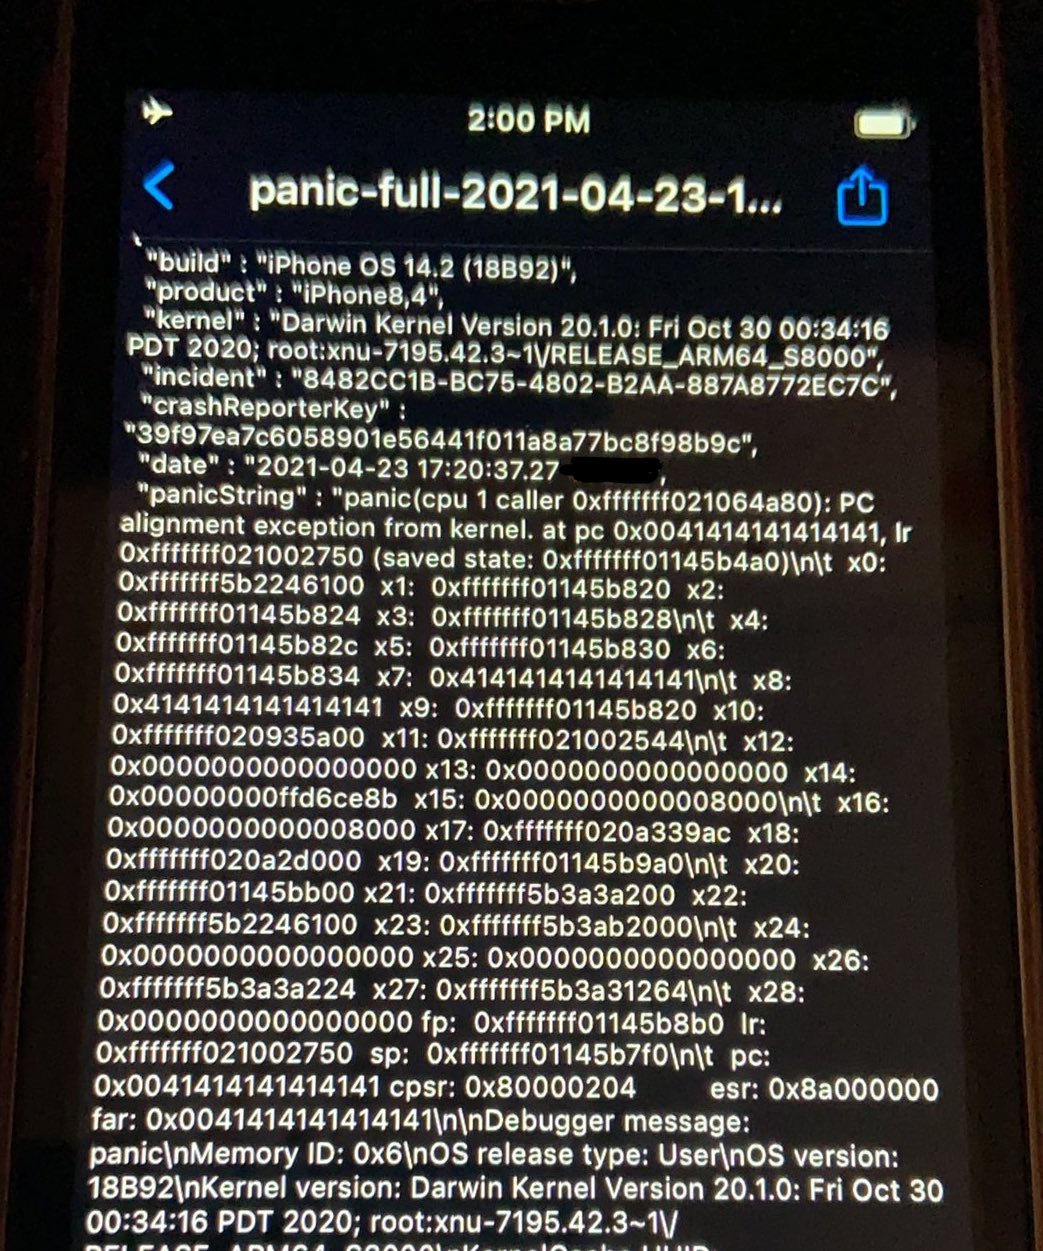 2:00 PM
panic-full-2021-04-23-1...
"build" : "iPhone OS 14.2 (18B92)",
"product" : "iPhone8,4",
"kernel" : "Darwin Kernel Version 20.1.0: Fri Oct 30 00:34:16
PDT 2020; root:xnu-7195.42.3~1\/RELEASE_ARM64_S8000",
"incident" : "8482CC1B-BC75-4802-B2AA-887A8772EC7C",
"crashReporterKey" :
"39f97ea7c6058901e56441f011a8a77bc8f98b9c",
"date" : "2021-04-23 17:20:37.27 ,
"panicString" : "panic(cpu 1 caller 0xfffffff021064a80): PC
alignment exception from kernel. at pc 0x0041414141414141, lr
0xfffffff021002750 (saved state: 0xfffffff01145b4a0)\n\t x0:
0xfffffff5b2246100 x1: 0xfffffff01145b820 x2:
0xfffffff01145b824 x3: 0xfffffff01145b828\n\t x4:
0xfffffff01145b82c x5: 0xfffffff01145b830 x6:
0xfffffff01145b834 x7: 0x4141414141414141\n\t x8:
0x4141414141414141 x9: 0xfffffff01145b820 x10:
0xfffffff020935a00 x11: 0xfffffff021002544\n\t x12:
0x0000000000000000 x13: 0x0000000000000000 x14:
0x00000000ffd6ce8b x15: 0x0000000000008000\n\t x16:
0x0000000000008000 x17: 0xfffffff020a339ac x18:
0xfffffff020a2d000 x19: 0xfffffff01145b9a0\n\t x20:
0xfffffff01145bb00 x21: 0xfffffff5b3a3a200 x22:
0xfffffff5b2246100 x23: 0xfffffff5b3ab2000\n\t x24:
0x0000000000000000 x25: 0x0000000000000000 x26:
0xfffffff5b3a3a224 x27: 0xfffffff5b3a31264\n\t x28:
0x0000000000000000 fp: 0xfffffff01145b8b0 lr:
0xfffffff021002750 sp: 0xfffffff01145b7f0\n\t pc:
0x0041414141414141 cpsr: 0x80000204 esr: 0x8a000000
far: 0x0041414141414141\n\nDebugger message:
panic\nMemory ID: 0x6\nOS release type: User\nOS version:
18B92\nKernel version: Darwin Kernel Version 20.1.0: Fri Oct 30
00:34:16 PDT 2020; root:xnu-7195.42.3~1\/
RELEASE_ARM64_S8000\nKernelCache UUID: